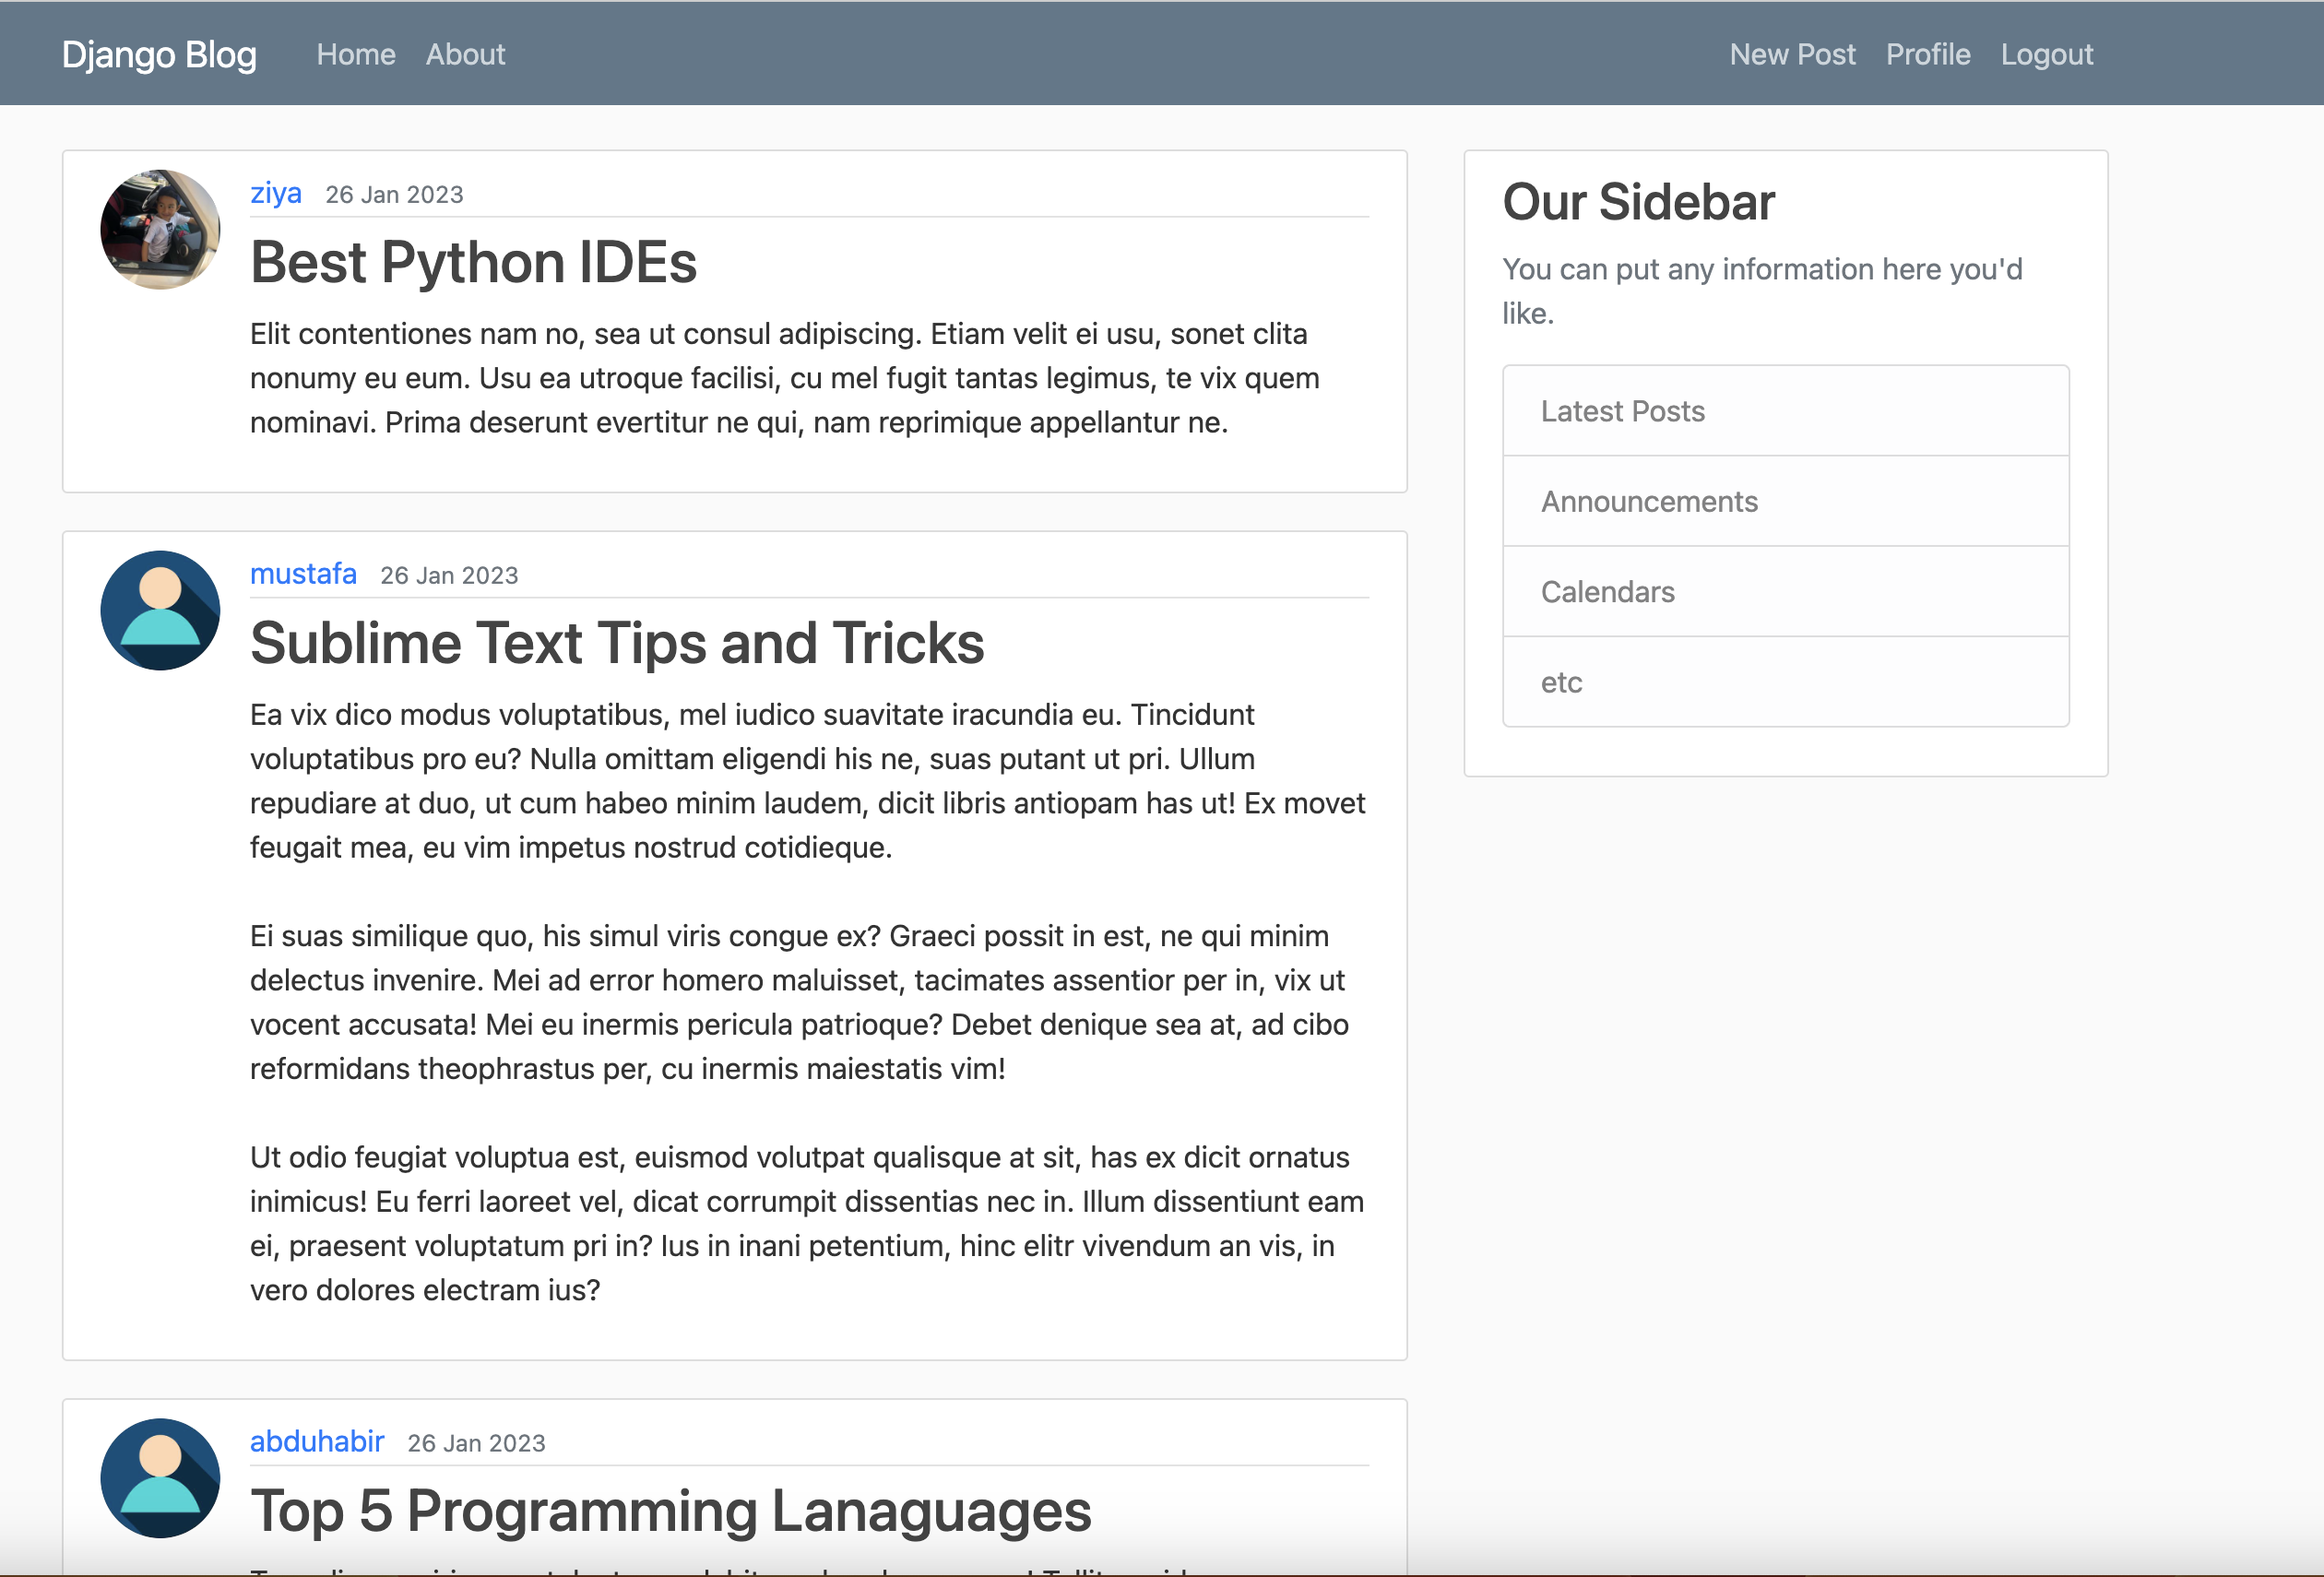 Django Blog Home About New Post Profile Logout
ziya 26 Jan 2023
Best Python IDEs
Elit contentiones nam no, sea ut consul adipiscing. Etiam velit ei usu, sonet clita
nonumy eu eum. Usu ea utroque facilisi, cu mel fugit tantas legimus, te vix quem
nominavi. Prima deserunt evertitur ne qui, nam reprimique appellantur ne.
mustafa 26 Jan 2023
Sublime Text Tips and Tricks
Ea vix dico modus voluptatibus, mel iudico suavitate iracundia eu. Tincidunt
voluptatibus pro eu? Nulla omittam eligendi his ne, suas putant ut pri. Ullum
repudiare at duo, ut cum habeo minim laudem, dicit libris antiopam has ut! Ex movet
feugait mea, eu vim impetus nostrud cotidieque.
Ei suas similique quo, his simul viris congue ex? Graeci possit in est, ne qui minim
delectus invenire. Mei ad error homero maluisset, tacimates assentior per in, vix ut
vocent accusata! Mei eu inermis pericula patrioque? Debet denique sea at, ad cibo
reformidans theophrastus per, cu inermis maiestatis vim!
Ut odio feugiat voluptua est, euismod volutpat qualisque at sit, has ex dicit ornatus
inimicus! Eu ferri laoreet vel, dicat corrumpit dissentias nec in. Illum dissentiunt eam
ei, praesent voluptatum pri in? Ius in inani petentium, hinc elitr vivendum an vis, in
vero dolores electram ius?
abduhabir 26 Jan 2023
Top 5 Programming Lanaguages
Our Sidebar
You can put any information here you'd
like.
Latest Posts
Announcements
Calendars
etc